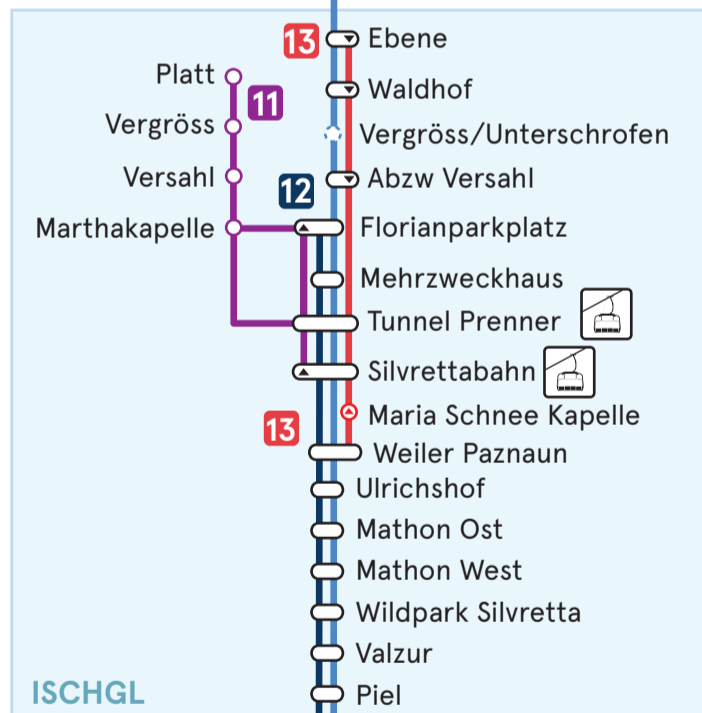 13
Ebene
Platt
11
Waldhof
Vergröss
Vergröss/Unterschrofen
Versahl
12
Abzw Versahl
Marthakapelle
Florianparkplatz
Mehrzweckhaus
Tunnel Prenner
Silvrettabahn
Maria Schnee Kapelle
13
Weiler Paznaun
Ulrichshof
Mathon Ost
Mathon West
Wildpark Silvretta
Valzur
ISCHGL
Piel